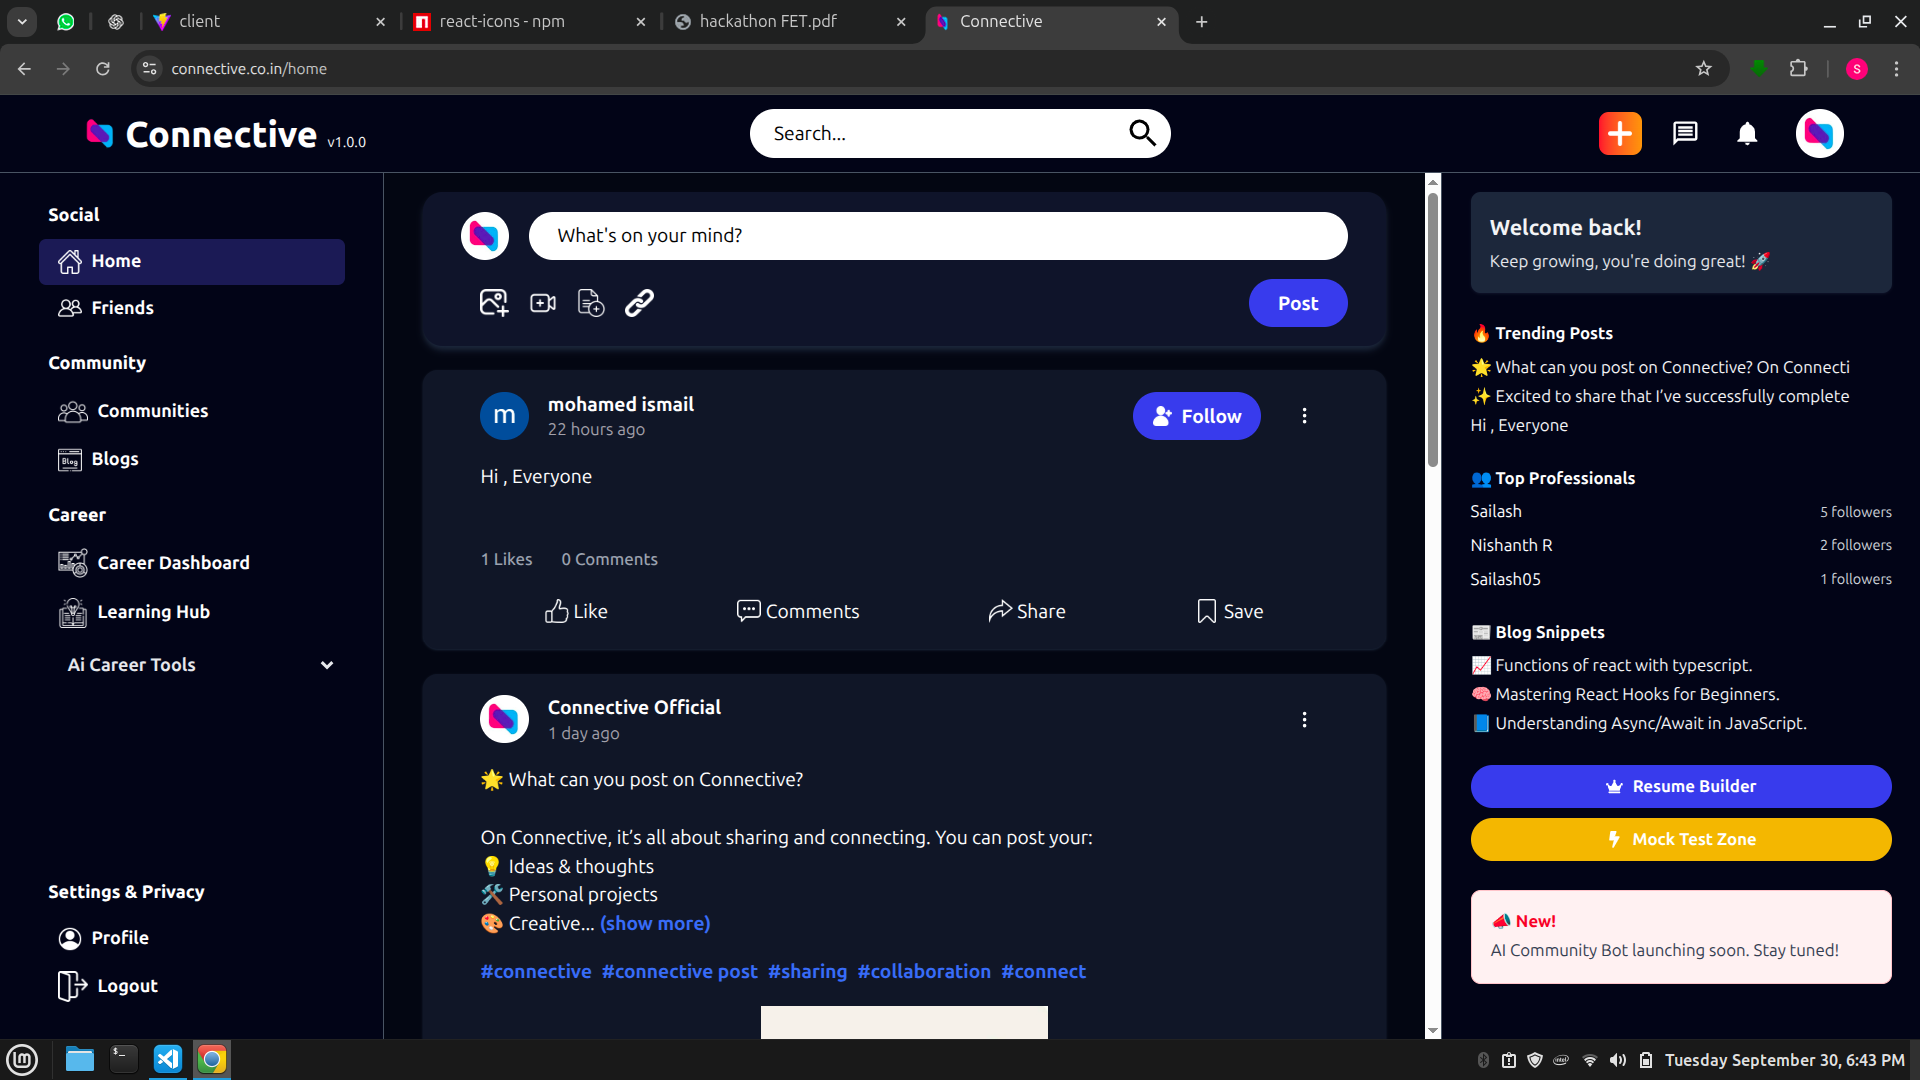 client
react-icons - npm
hackathon FET.pdf
Connective
connective.co.in/home
S
Connective v1.0.0
Search...
Social
Home
Friends
Community
Communities
Blogs
Career
Career Dashboard
Learning Hub
Ai Career Tools
Settings & Privacy
Profile
Logout
What's on your mind?
Post
m
mohamed ismail
22 hours ago
Follow
Hi , Everyone
1 Likes 0 Comments
Like Comments Share Save
Connective Official
1 day ago
🌟 What can you post on Connective?
On Connective, it’s all about sharing and connecting. You can post your:
💡 Ideas & thoughts
🛠️ Personal projects
🎨 Creative... (show more)
#connective #connective post #sharing #collaboration #connect
Welcome back!
Keep growing, you're doing great! 🚀
🔥 Trending Posts
🌟 What can you post on Connective? On Connecti
✨ Excited to share that I’ve successfully complete
Hi , Everyone
👥 Top Professionals
Sailash 5 followers
Nishanth R 2 followers
Sailash05 1 followers
📰 Blog Snippets
📈 Functions of react with typescript.
🧠 Mastering React Hooks for Beginners.
📘 Understanding Async/Await in JavaScript.
Resume Builder
Mock Test Zone
📣 New!
AI Community Bot launching soon. Stay tuned!
Tuesday September 30, 6:43 PM